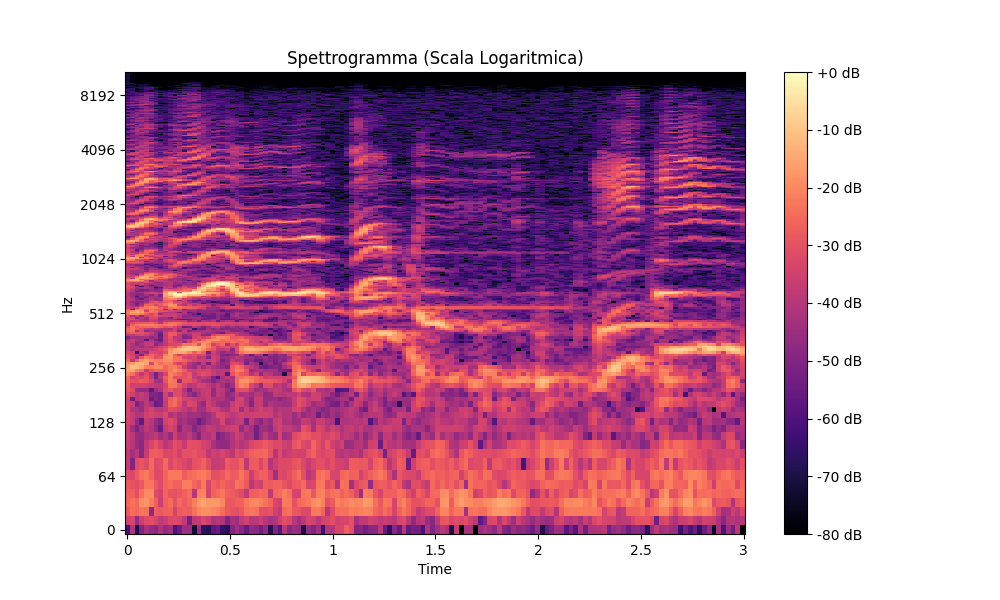 Spettrogramma (Scala Logaritmica)
Hz
8192
4096
2048
1024
512
256
128
64
0
0
0.5
1
1.5
2
2.5
3
Time
+0 dB
-10 dB
-20 dB
-30 dB
-40 dB
-50 dB
-60 dB
-70 dB
-80 dB